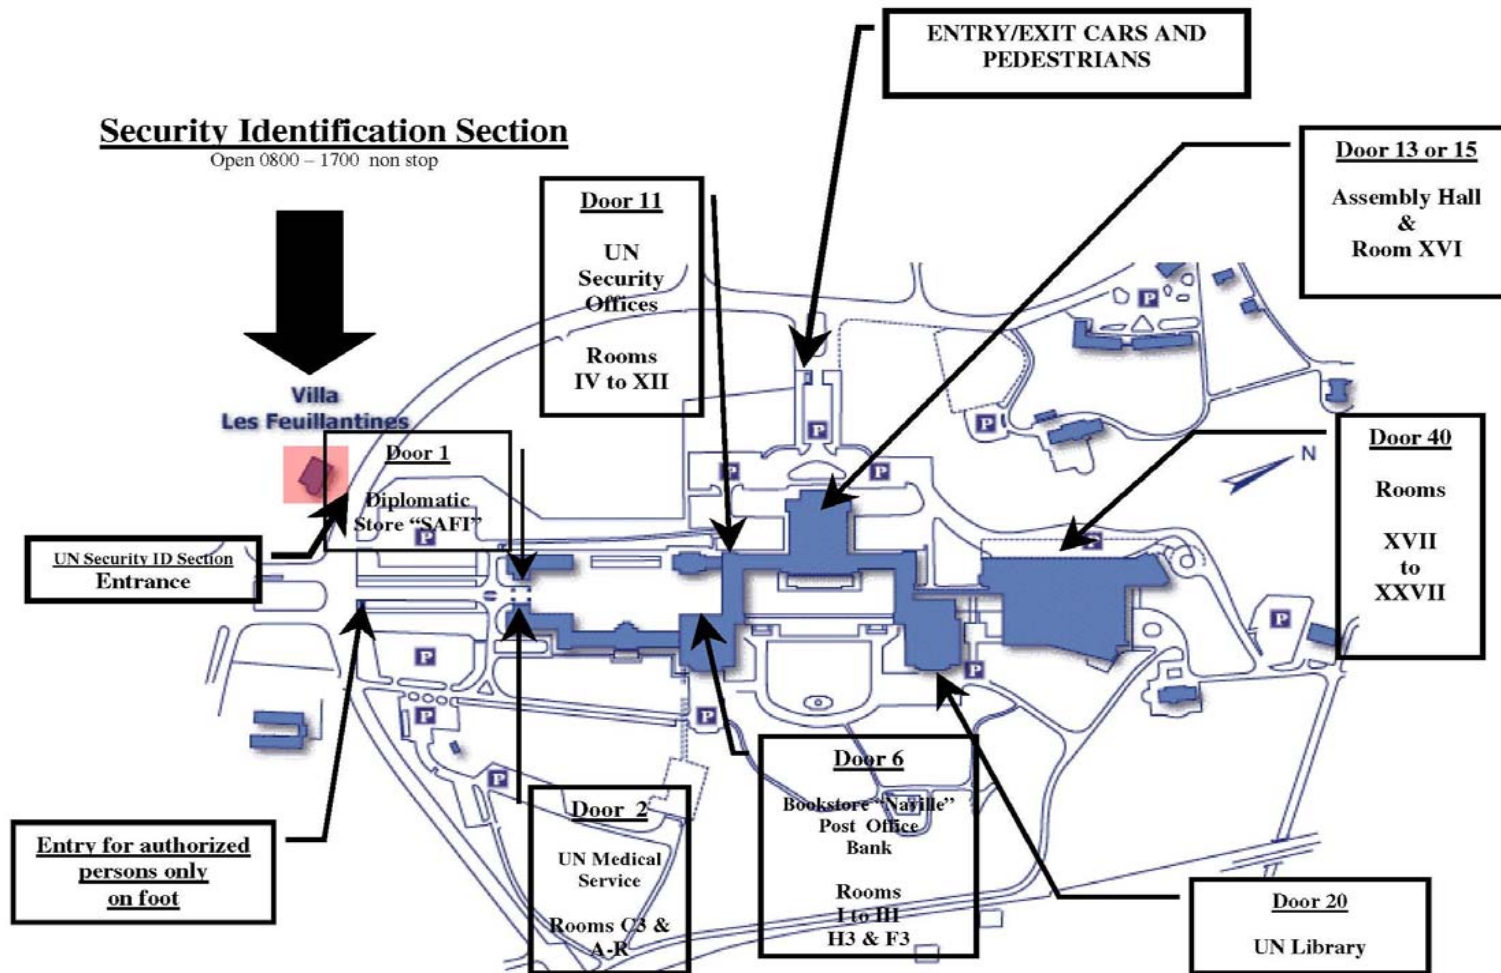 ENTRY/EXIT CARS AND
PEDESTRIANS
Security Identification Section
Open 0800 – 1700 non stop
Door 13 or 15
Assembly Hall
&
Room XVI
Door 11
UN
Security
Offices
Rooms
IV to XII
P
Villa
Les Feuillantines
P
P
P
P
N
Door 1
Diplomatic
Store “SAFI”
P
Door 40
Rooms
XVII
to
XXVII
P
UN Security ID Section
Entrance
P
P
P
P
P
P
Door 6
Bookstore “Naville”
Post Office
Bank
Rooms
I to III
H3 & F3
P
Door 2
UN Medical
Service
Rooms C3 &
A-R
Entry for authorized
persons only
on foot
Door 20
UN Library